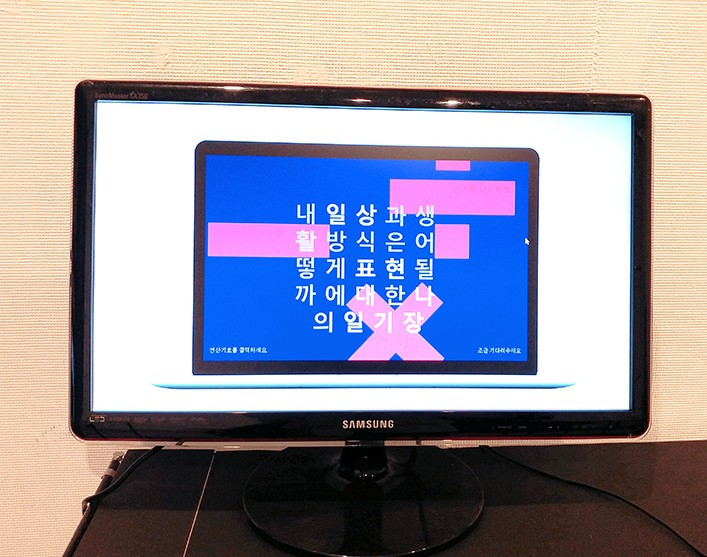 SyncMaster SA350
내 일 상 과 생
활 방 식 은 어
떻 게 표 현 될
까 에 대 한 나
의 일 기 장
연산기호를 클릭하세요
조금 기다려주세요
LED
SAMSUNG